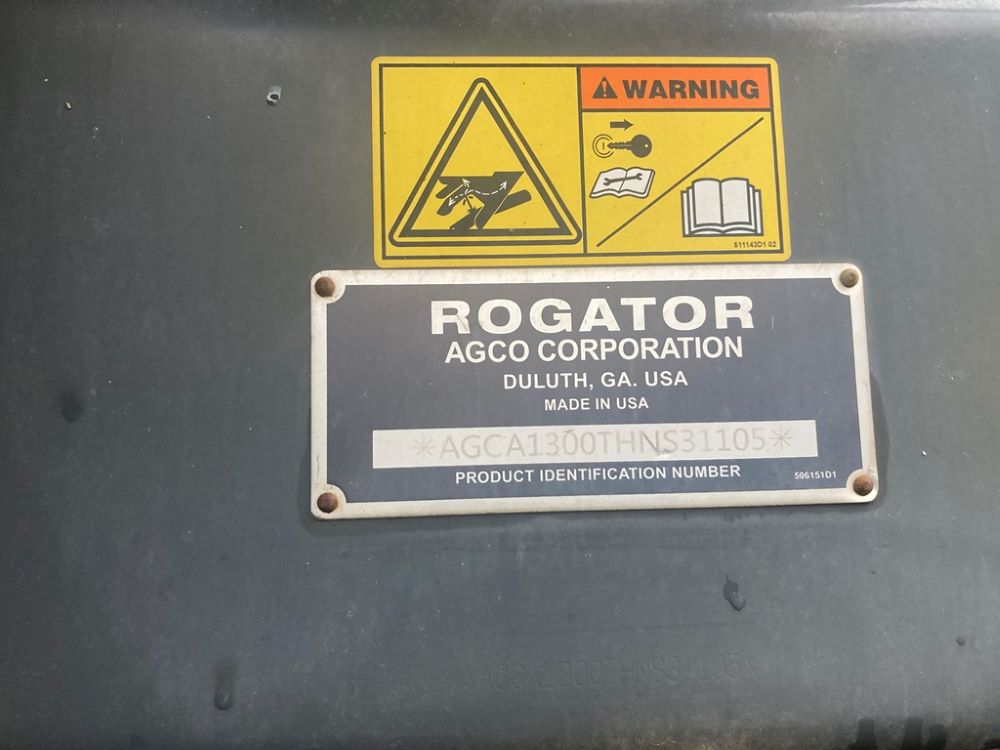 WARNING
511143D1 02
ROGATOR
AGCO CORPORATION
DULUTH, GA. USA
MADE IN USA
*AGCA1300THNS31105*
PRODUCT IDENTIFICATION NUMBER
506151D1